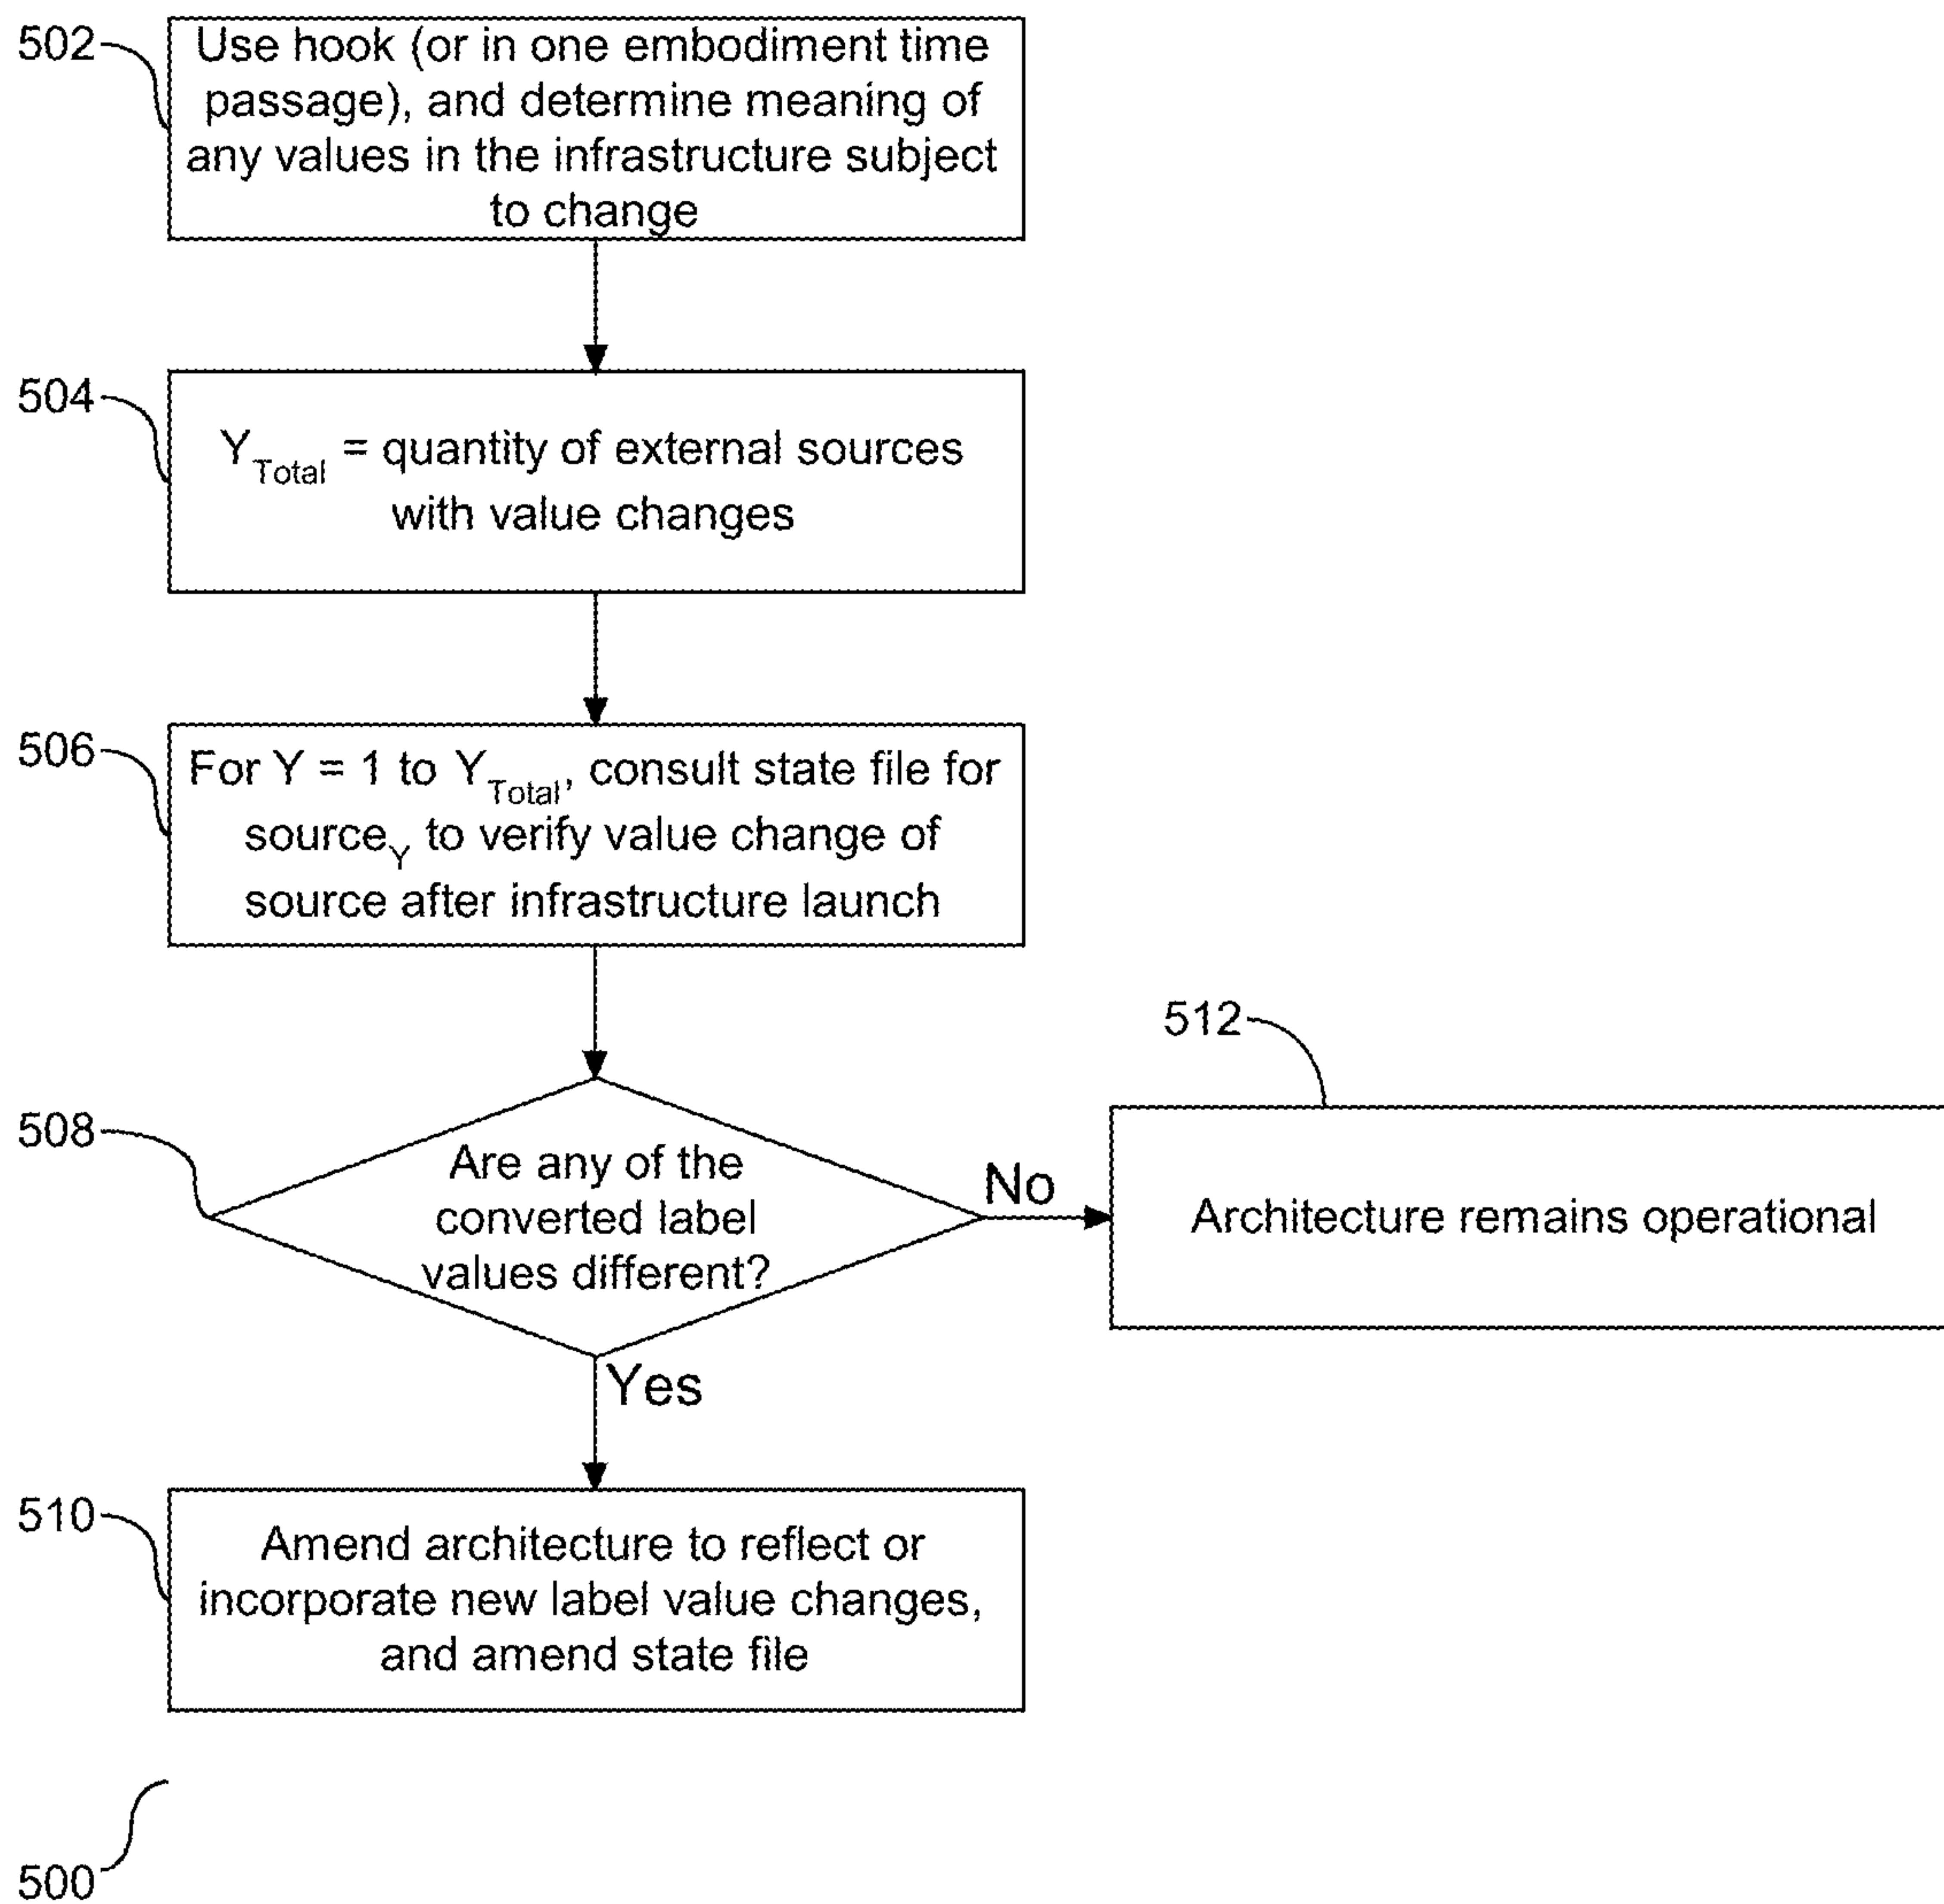 502
Use hook (or in one embodiment time
passage), and determine meaning of
any values in the infrastructure subject
to change
504
Y_Total = quantity of external sources
with value changes
506
For Y = 1 to Y_Total, consult state file for
source_Y to verify value change of
source after infrastructure launch
508
Are any of the
converted label
values different?
No
512
Architecture remains operational
Yes
510
Amend architecture to reflect or
incorporate new label value changes,
and amend state file
500